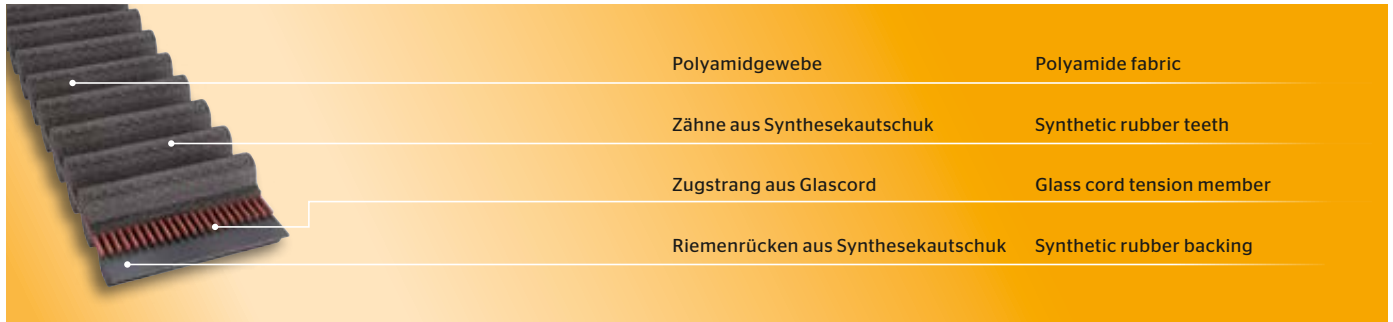 Polyamidgewebe Polyamide fabric
Zähne aus Synthesekautschuk Synthetic rubber teeth
Zugstrang aus Glascord Glass cord tension member
Riemenrücken aus Synthesekautschuk Synthetic rubber backing